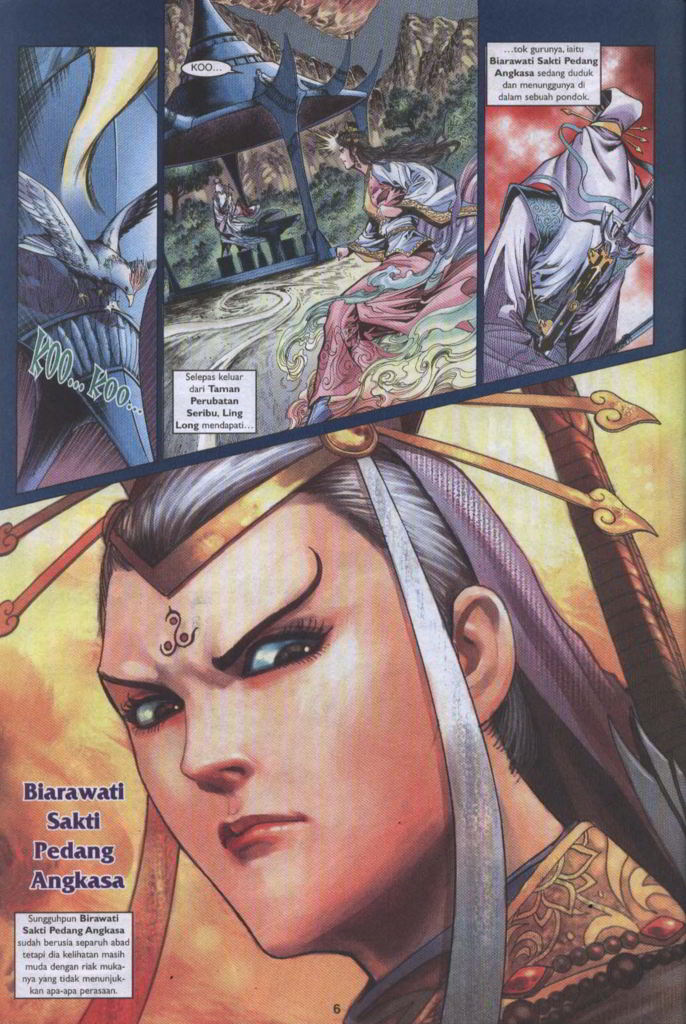 KOO... KOO...
KOO...
Selepas keluar
dari Taman
Perubatan
Seribu, Ling
Long mendapati...
...tok gurunya, iaitu
Biarawati Sakti Pedang
Angkasa sedang duduk
dan menunggunya di
dalam sebuah pondok.
Biarawati
Sakti
Pedang
Angkasa
Sungguhpun Birawati
Sakti Pedang Angkasa
sudah berusia separuh abad
tetapi dia kelihatan masih
muda dengan riak muka-
nya yang tidak menunjuk-
kan apa-apa perasaan.
6